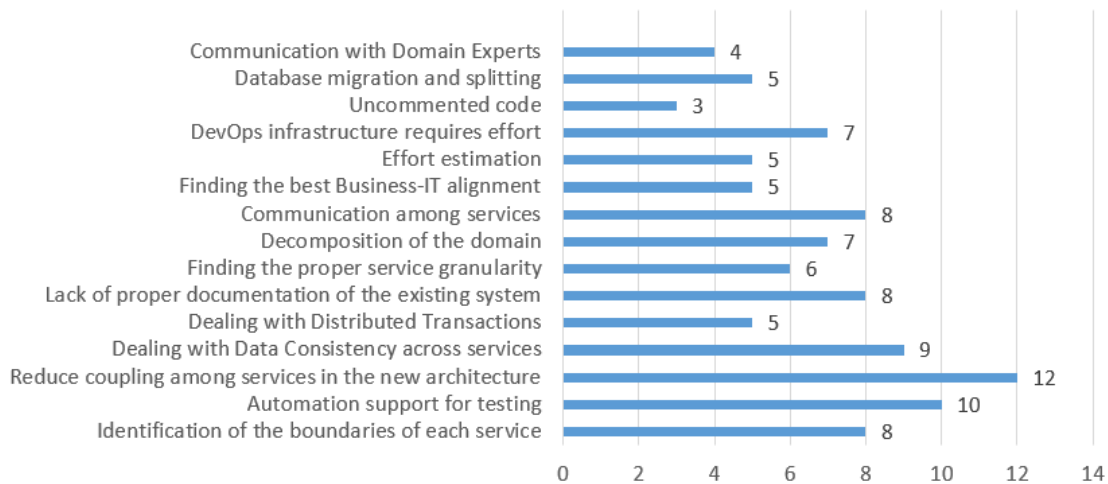 Communication with Domain Experts 4
Database migration and splitting 5
Uncommented code 3
DevOps infrastructure requires effort 7
Effort estimation 5
Finding the best Business-IT alignment 5
Communication among services 8
Decomposition of the domain 7
Finding the proper service granularity 6
Lack of proper documentation of the existing system 8
Dealing with Distributed Transactions 5
Dealing with Data Consistency across services 9
Reduce coupling among services in the new architecture 12
Automation support for testing 10
Identification of the boundaries of each service 8
0 2 4 6 8 10 12 14